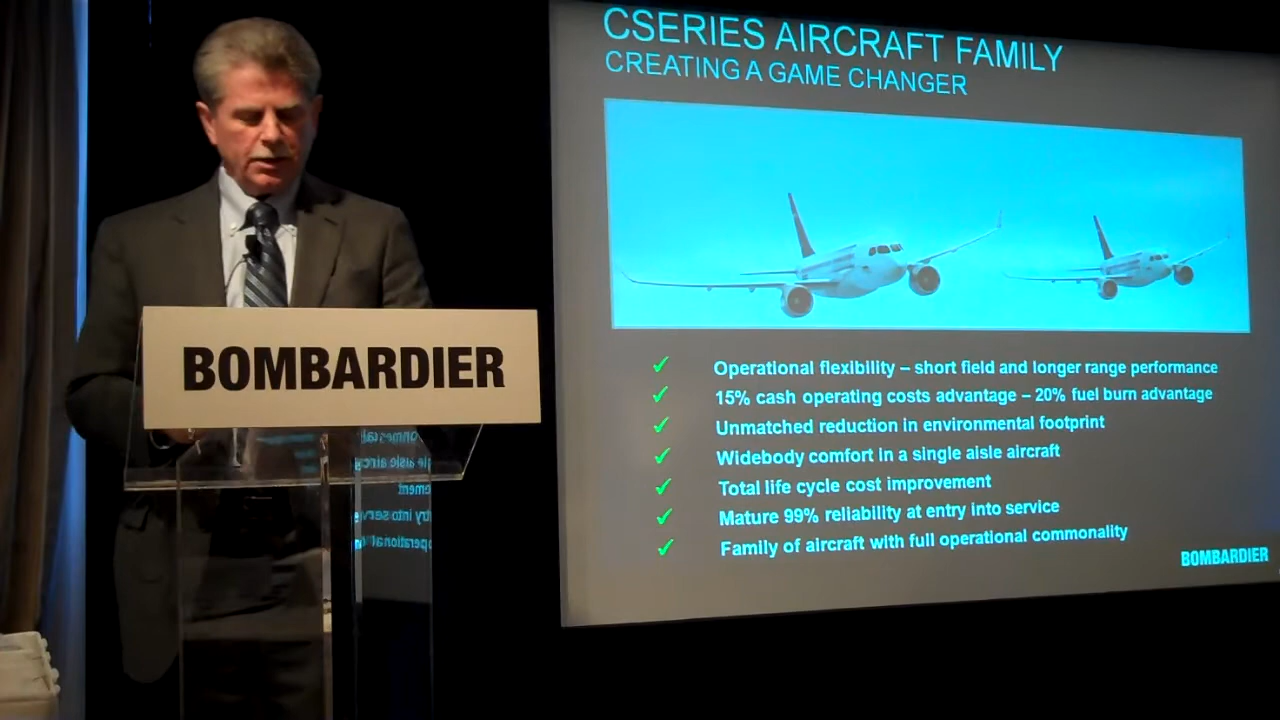 CSERIES AIRCRAFT FAMILY
CREATING A GAME CHANGER
BOMBARDIER
Operational flexibility – short field and longer range performance
15% cash operating costs advantage – 20% fuel burn advantage
Unmatched reduction in environmental footprint
Widebody comfort in a single aisle aircraft
Total life cycle cost improvement
Mature 99% reliability at entry into service
Family of aircraft with full operational commonality
BOMBARDIER